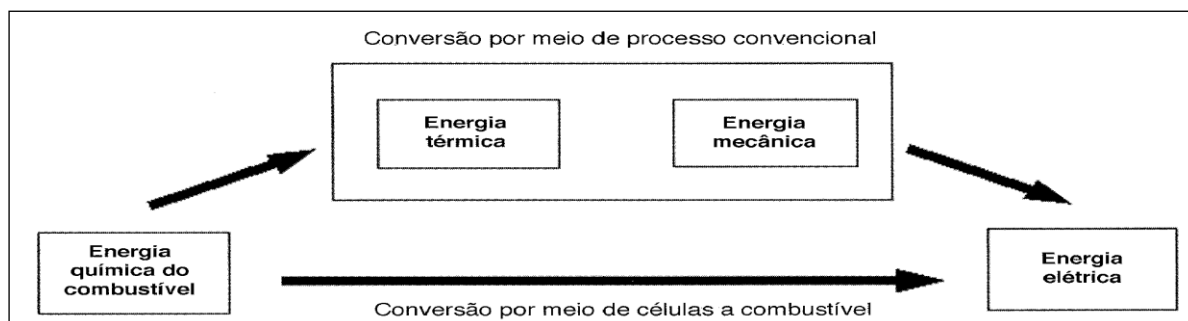 Conversão por meio de processo convencional
Energia
térmica
Energia
mecânica
Energia
química do
combustível
Energia
elétrica
Conversão por meio de células a combustível